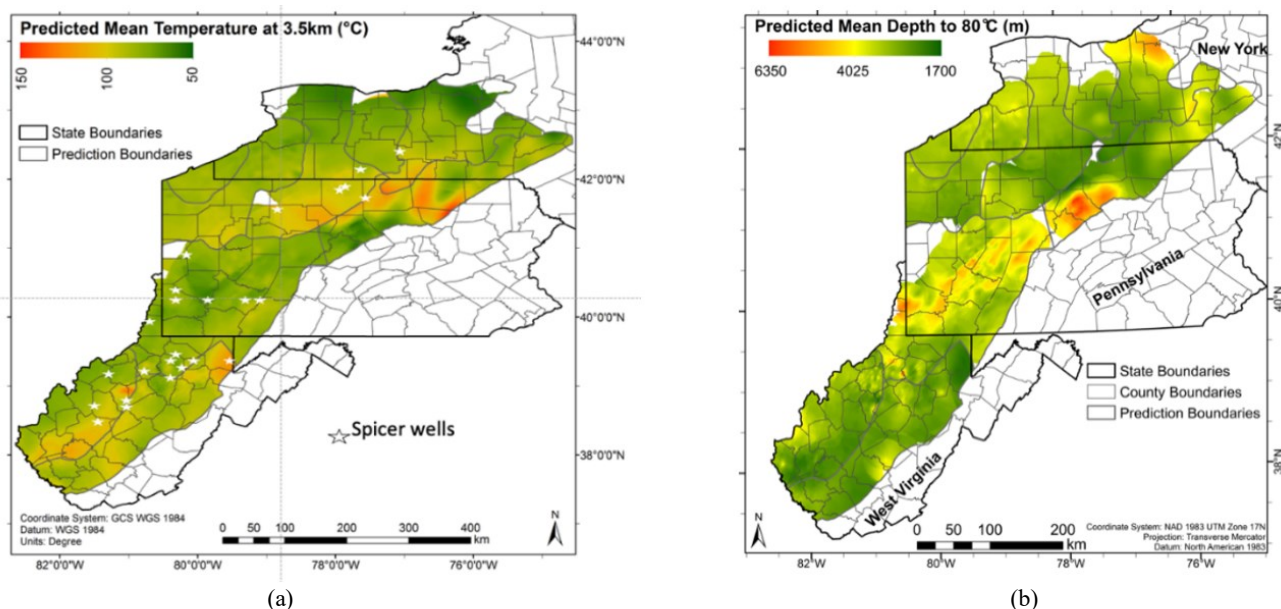 Predicted Mean Temperature at 3.5km (°C)
150
100
50
State Boundaries
Prediction Boundaries
44°0'0"N
42°0'0"N
40°0'0"N
38°0'0"N
☆Spicer wells
Coordinate System: GCS WGS 1984
Datum: WGS 1984
Units: Degree
0 50 100 200 300 400
km
N
82°0'0"W
80°0'0"W
78°0'0"W
76°0'0"W
(a)
Predicted Mean Depth to 80°C (m)
6350
4025
1700
New York
42°N
Pennsylvania
40°N
State Boundaries
County Boundaries
Prediction Boundaries
West Virginia
38°N
N
0 50 100 200
km
Coordinate System: NAD 1983 UTM Zone 17N
Projection: Transverse Mercator
Datum: North American 1983
82°W
80°W
78°W
76°W
(b)